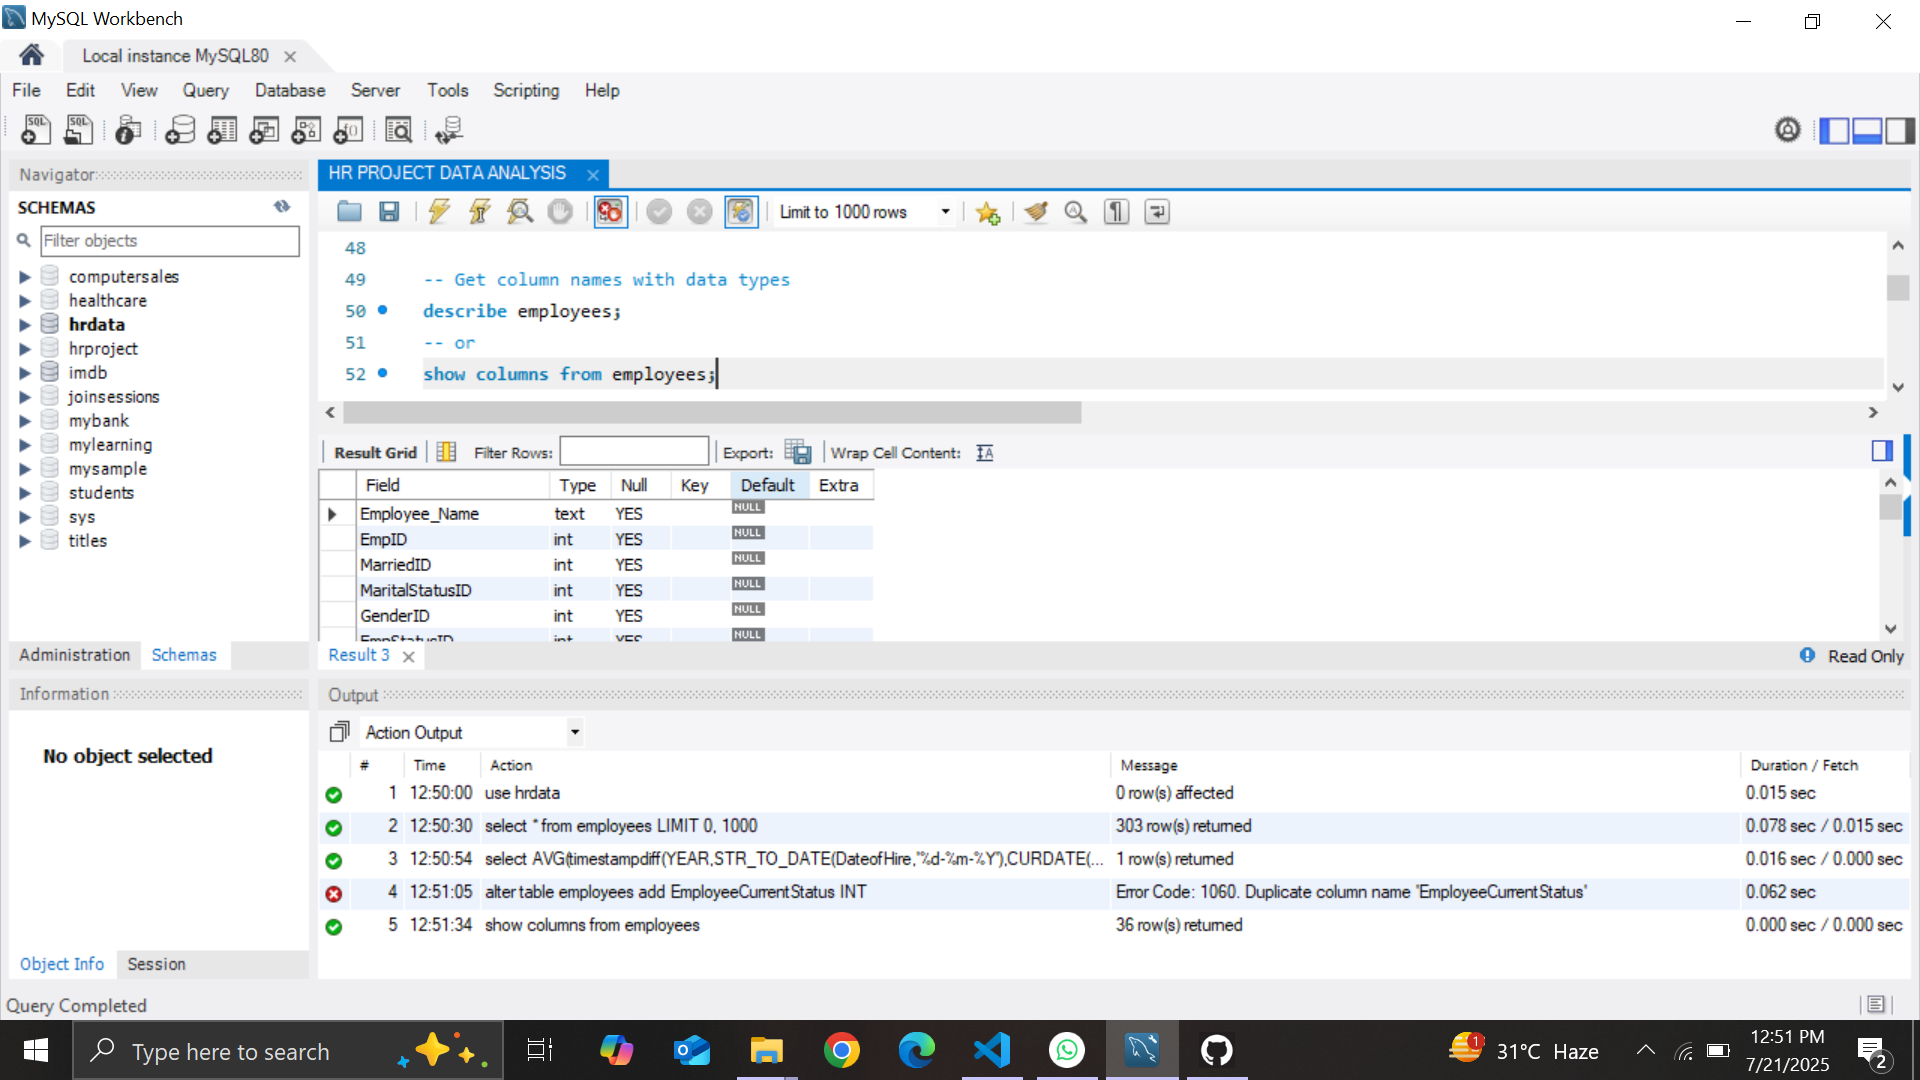 MySQL Workbench
Local instance MySQL80
File Edit View Query Database Server Tools Scripting Help
Navigator
SCHEMAS
Filter objects
computersales
healthcare
hrdata
hrproject
imdb
joinsessions
mybank
mylearning
mysample
students
sys
titles
Administration Schemas
Information
No object selected
Object Info Session
HR PROJECT DATA ANALYSIS
Limit to 1000 rows
48
49 -- Get column names with data types
50 describe employees;
51 -- or
52 show columns from employees;
Result Grid Filter Rows: Export: Wrap Cell Content:
Field Type Null Key Default Extra
Employee_Name text YES NULL
EmpID int YES NULL
MarriedID int YES NULL
MaritalStatusID int YES NULL
GenderID int YES NULL
EmpStatusID int YES NULL
Result 3 Read Only
Output
Action Output
# Time Action Message Duration / Fetch
1 12:50:00 use hrdata 0 row(s) affected 0.015 sec
2 12:50:30 select * from employees LIMIT 0, 1000 303 row(s) returned 0.078 sec / 0.015 sec
3 12:50:54 select AVG(timestampdiff(YEAR,STR_TO_DATE(DateofHire,"%d-%m-%Y"),CURDATE(... 1 row(s) returned 0.016 sec / 0.000 sec
4 12:51:05 alter table employees add EmployeeCurrentStatus INT Error Code: 1060. Duplicate column name 'EmployeeCurrentStatus' 0.062 sec
5 12:51:34 show columns from employees 36 row(s) returned 0.000 sec / 0.000 sec
Query Completed
Type here to search
1
31°C Haze
12:51 PM
7/21/2025
2